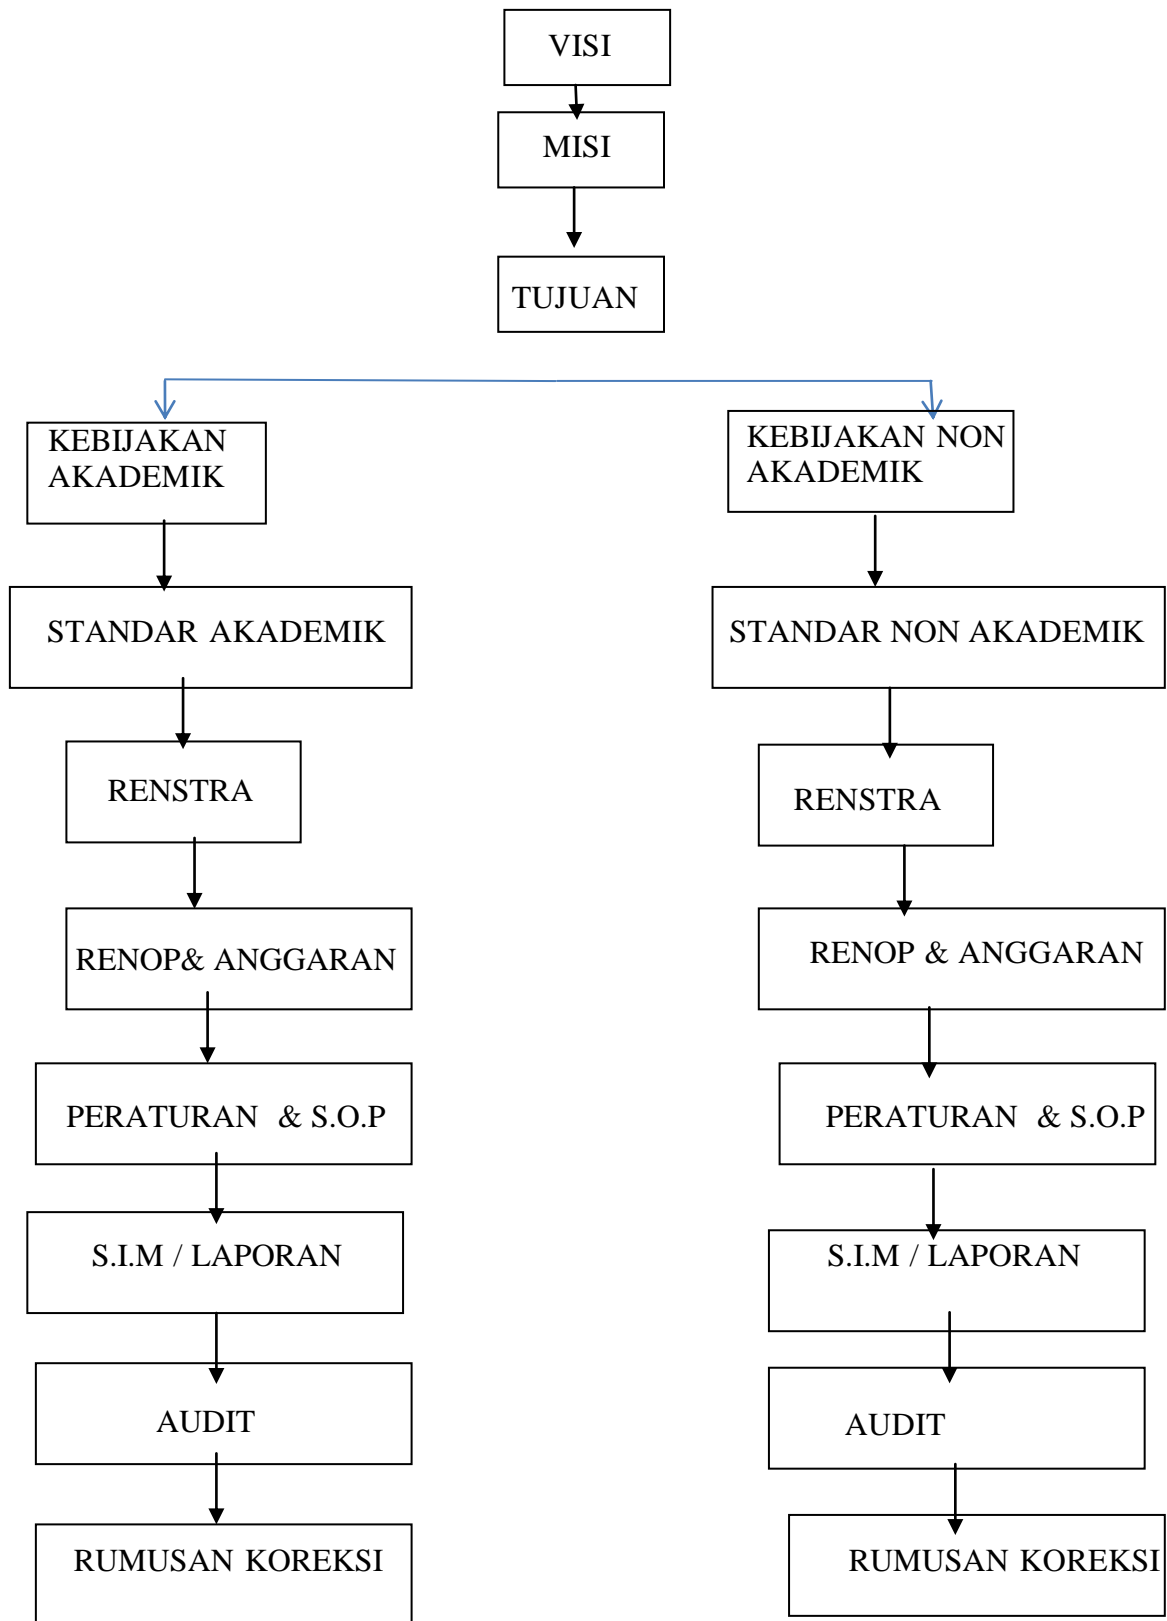 VISI
MISI
TUJUAN
KEBIJAKAN
AKADEMIK
STANDAR AKADEMIK
RENSTRA
RENOP& ANGGARAN
PERATURAN & S.O.P
S.I.M / LAPORAN
AUDIT
RUMUSAN KOREKSI
KEBIJAKAN NON
AKADEMIK
STANDAR NON AKADEMIK
RENSTRA
RENOP & ANGGARAN
PERATURAN & S.O.P
S.I.M / LAPORAN
AUDIT
RUMUSAN KOREKSI